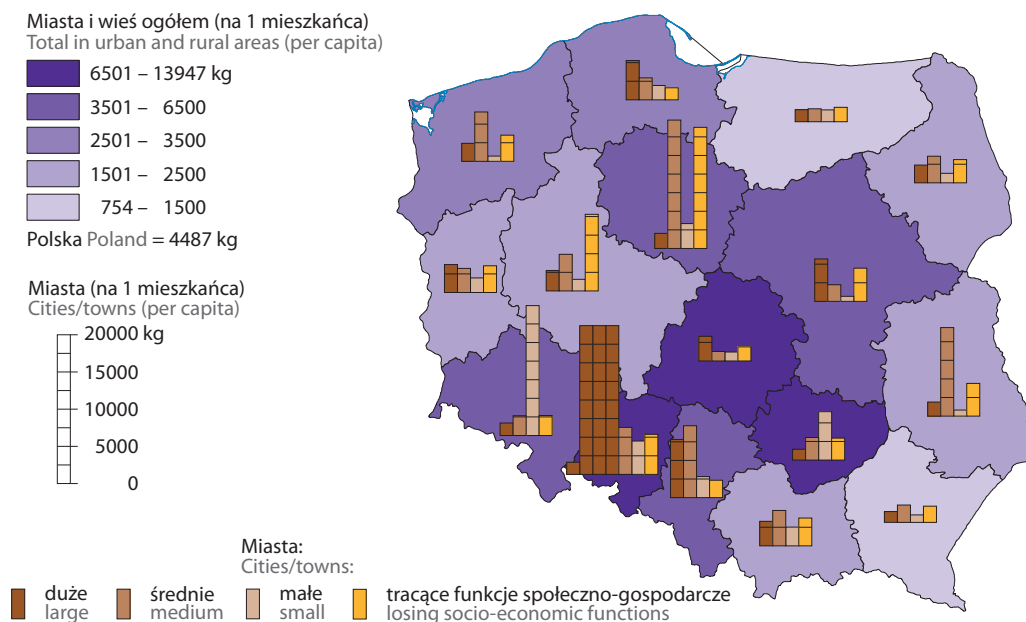 Miasta i wieś ogółem (na 1 mieszkańca)
Total in urban and rural areas (per capita)
6501 – 13947 kg
3501 – 6500
2501 – 3500
1501 – 2500
754 – 1500
Polska Poland = 4487 kg
Miasta (na 1 mieszkańca)
Cities/towns (per capita)
20000 kg
15000
10000
5000
0
Miasta:
Cities/towns:
duże
large
średnie
medium
małe
small
tracące funkcje społeczno-gospodarcze
losing socio-economic functions